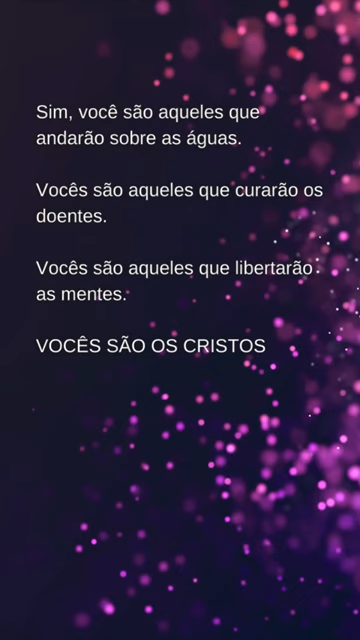 Sim, você são aqueles que
andarão sobre as águas.
Vocês são aqueles que curarão os
doentes.
Vocês são aqueles que libertarão
as mentes.
VOCÊS SÃO OS CRISTOS